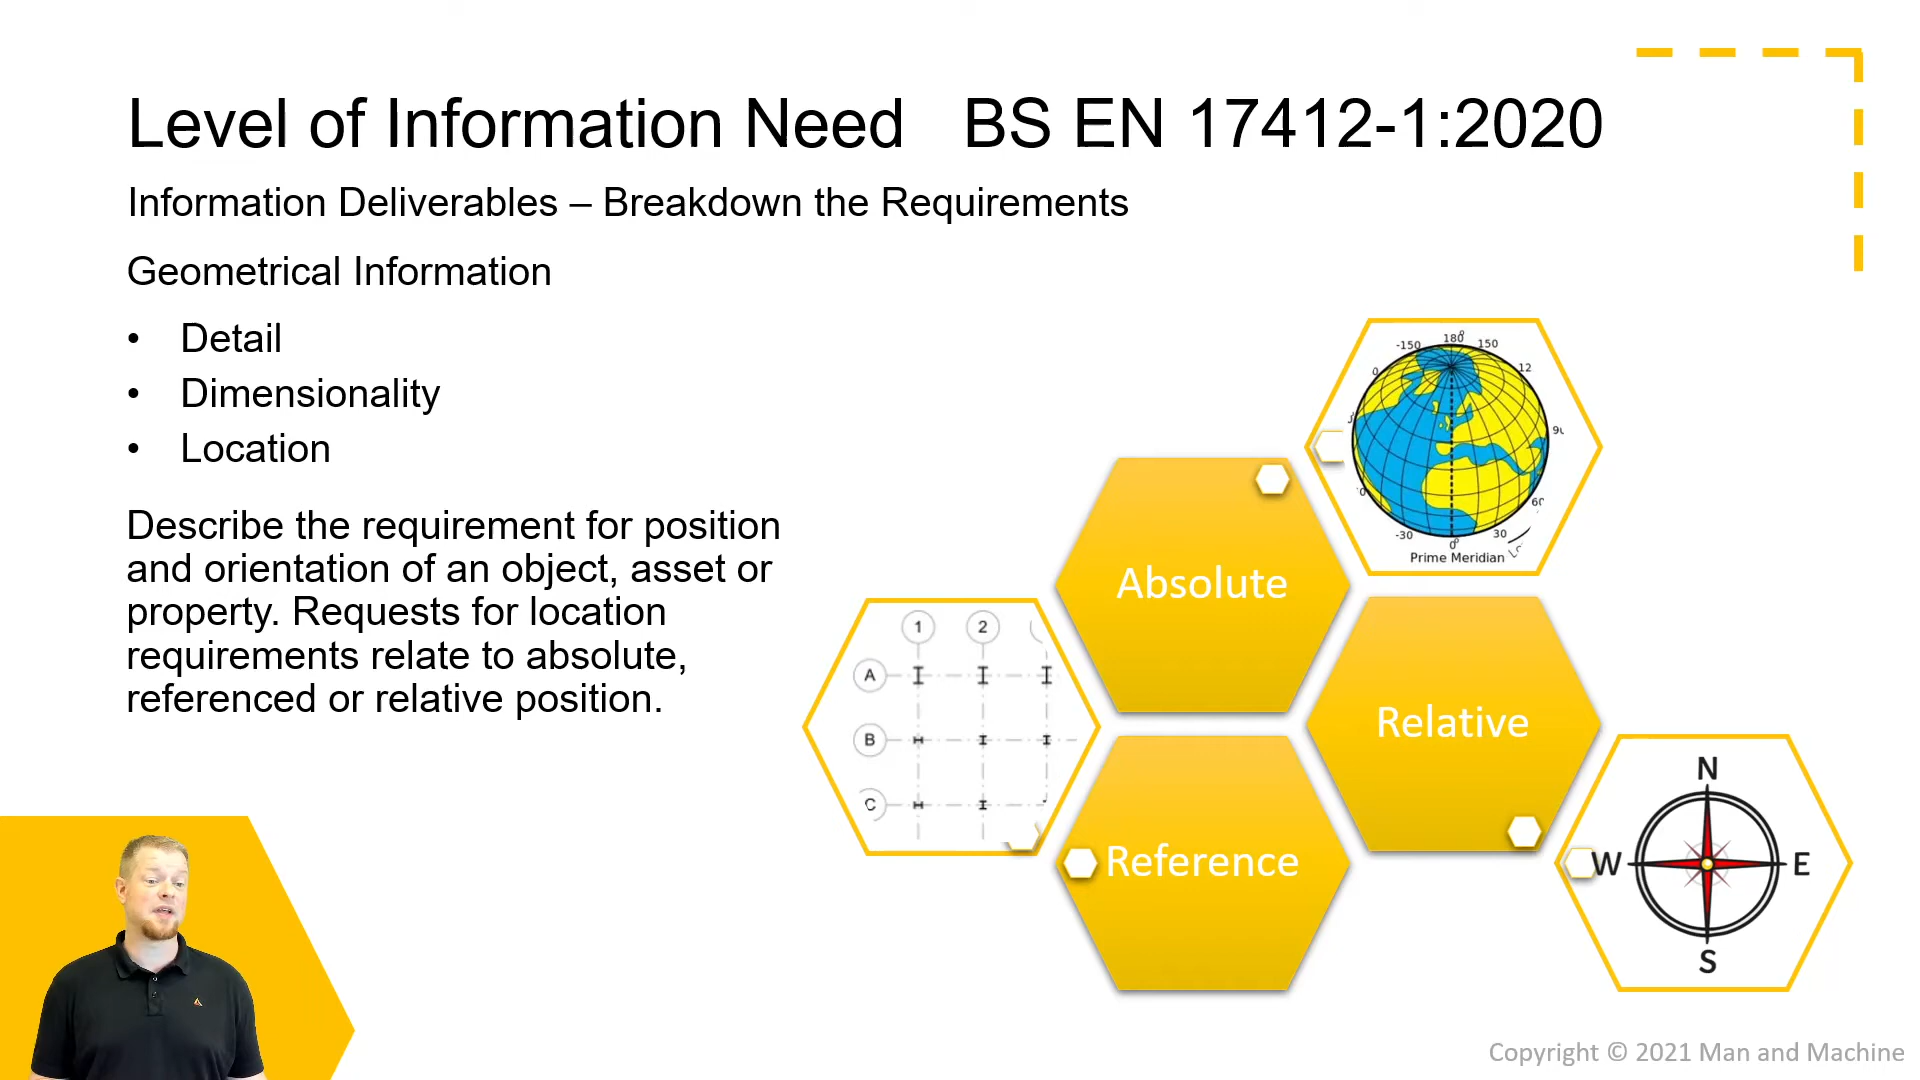 Level of Information Need BS EN 17412-1:2020
Information Deliverables – Breakdown the Requirements
Geometrical Information
• Detail
• Dimensionality
• Location
Describe the requirement for position
and orientation of an object, asset or
property. Requests for location
requirements relate to absolute,
referenced or relative position.
180°
-150
150
12
-30
0°
30
Prime Meridian
Absolute
1
2
A
B
C
Relative
Reference
N
W
E
S
Copyright © 2021 Man and Machine